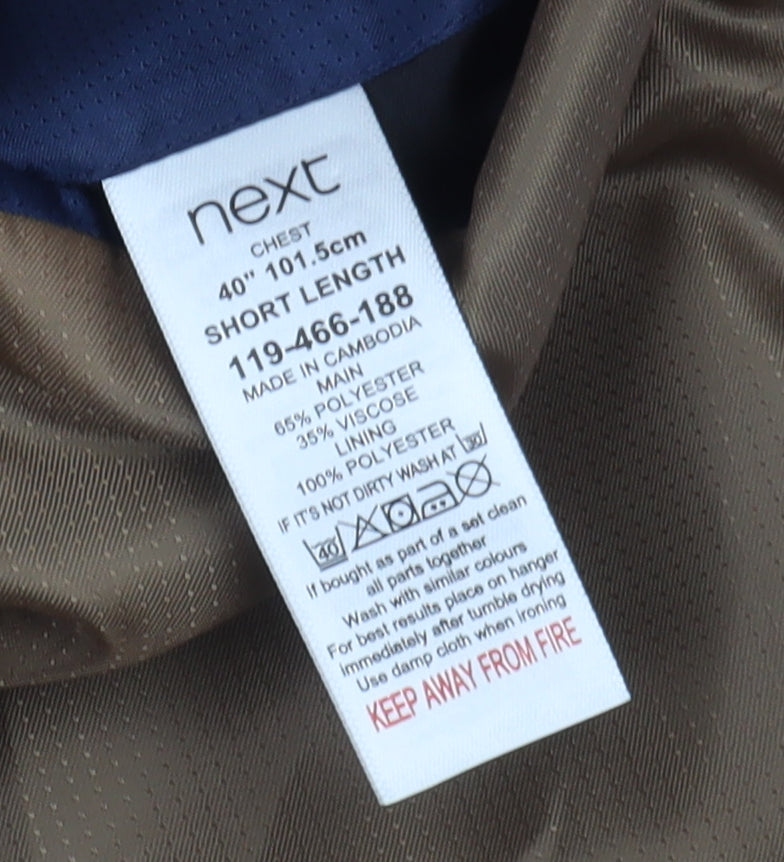 next
CHEST
40" 101.5cm
SHORT LENGTH
119-466-188
MADE IN CAMBODIA
MAIN
65% POLYESTER
35% VISCOSE
LINING
100% POLYESTER
IF IT'S NOT DIRTY WASH AT 30
40
If bought as part of a set clean
all parts together
Wash with similar colours
For best results place on hanger
immediately after tumble drying
Use damp cloth when ironing
KEEP AWAY FROM FIRE